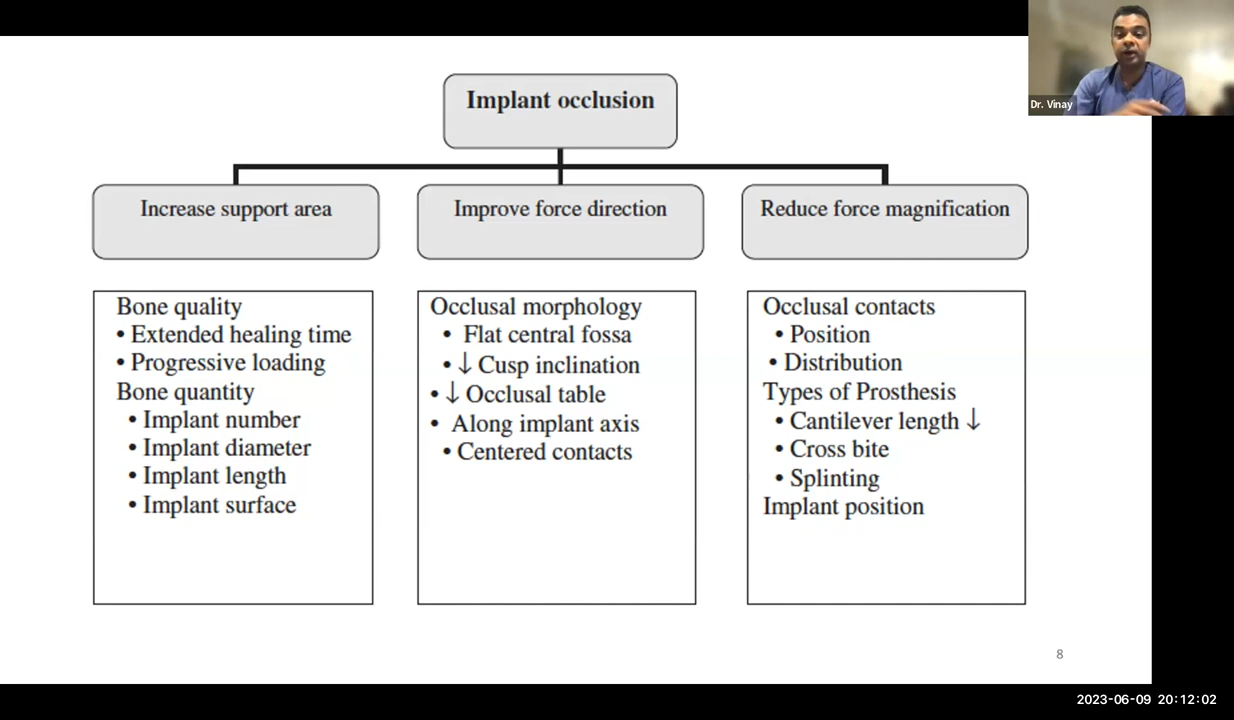 Dr. Vinay
Implant occlusion
Increase support area
Improve force direction
Reduce force magnification
Bone quality
• Extended healing time
• Progressive loading
Bone quantity
• Implant number
• Implant diameter
• Implant length
• Implant surface
Occlusal morphology
• Flat central fossa
• ↓ Cusp inclination
• ↓ Occlusal table
• Along implant axis
• Centered contacts
Occlusal contacts
• Position
• Distribution
Types of Prosthesis
• Cantilever length ↓
• Cross bite
• Splinting
Implant position
8
2023-06-09 20:12:02